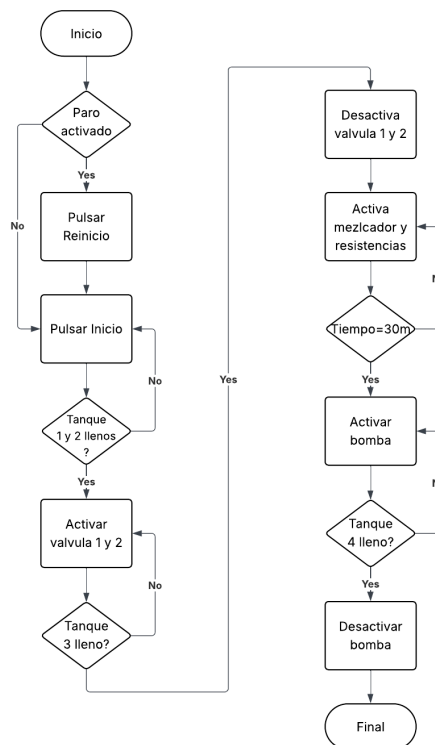 Inicio
Paro
activado
Yes
No
Pulsar
Reinicio
Pulsar Inicio
No
Tanque
1 y 2 llenos
?
Yes
Activar
valvula 1 y 2
No
Tanque
3 lleno?
Yes
Desactiva
valvula 1 y 2
Activa
mezlcador y
resistencias
Tiempo=30m
Yes
Activar
bomba
Tanque
4 lleno?
Yes
Desactivar
bomba
Final